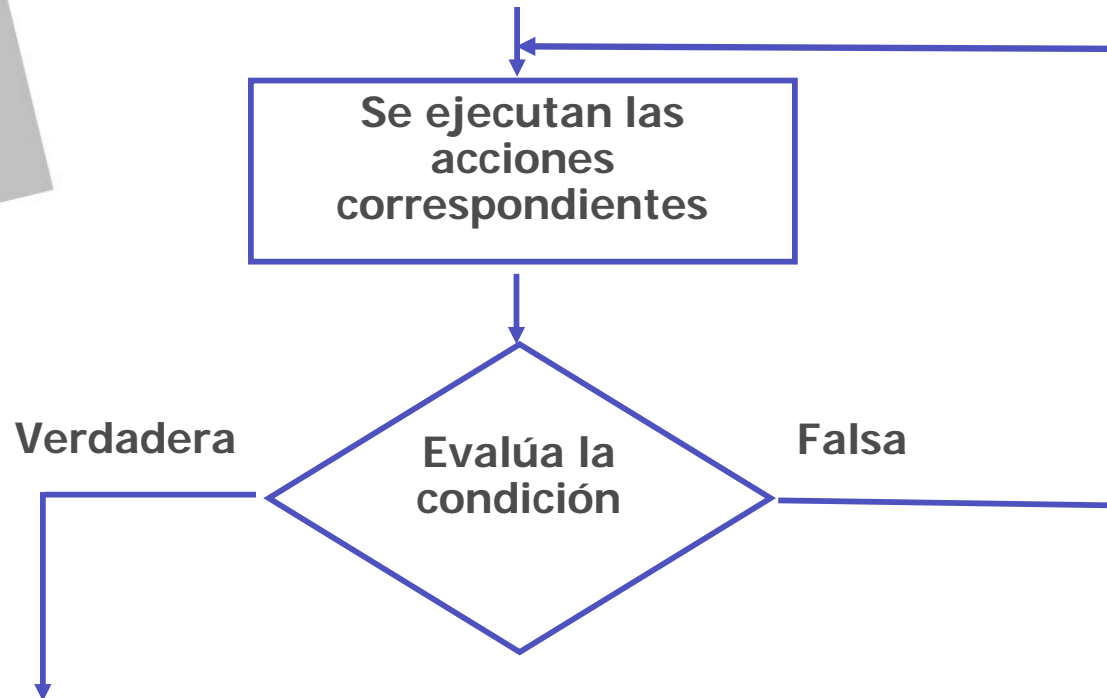 Se ejecutan las
acciones
correspondientes
Verdadera
Evalúa la
condición
Falsa